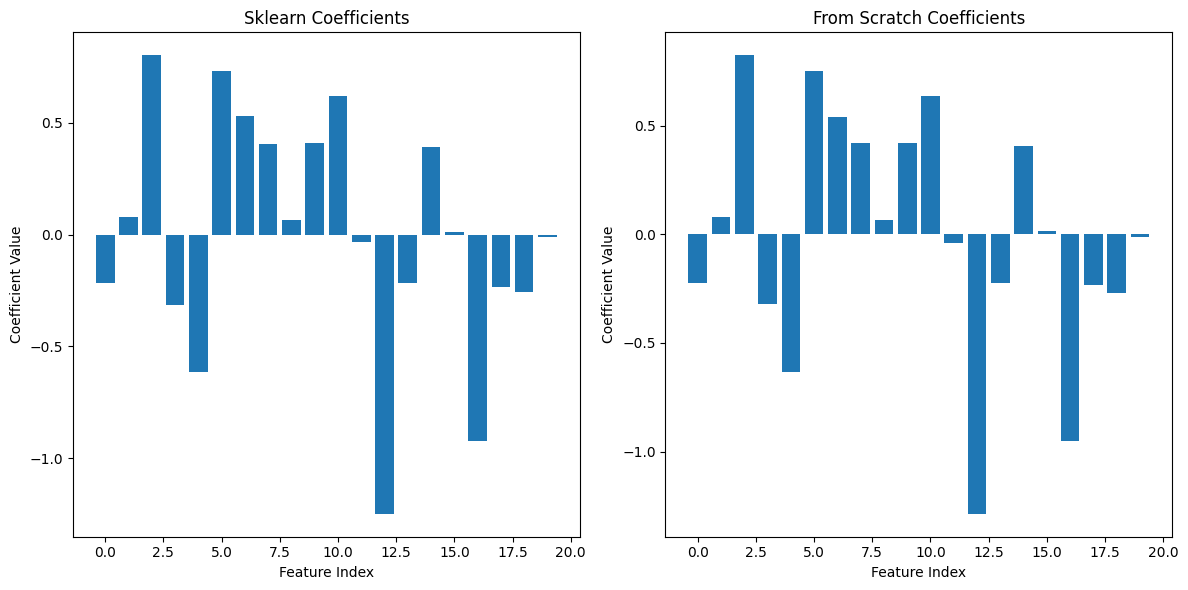 Sklearn Coefficients
Coefficient Value
0.5
0.0
−0.5
−1.0
0.0 2.5 5.0 7.5 10.0 12.5 15.0 17.5 20.0
Feature Index
From Scratch Coefficients
Coefficient Value
0.5
0.0
−0.5
−1.0
0.0 2.5 5.0 7.5 10.0 12.5 15.0 17.5 20.0
Feature Index